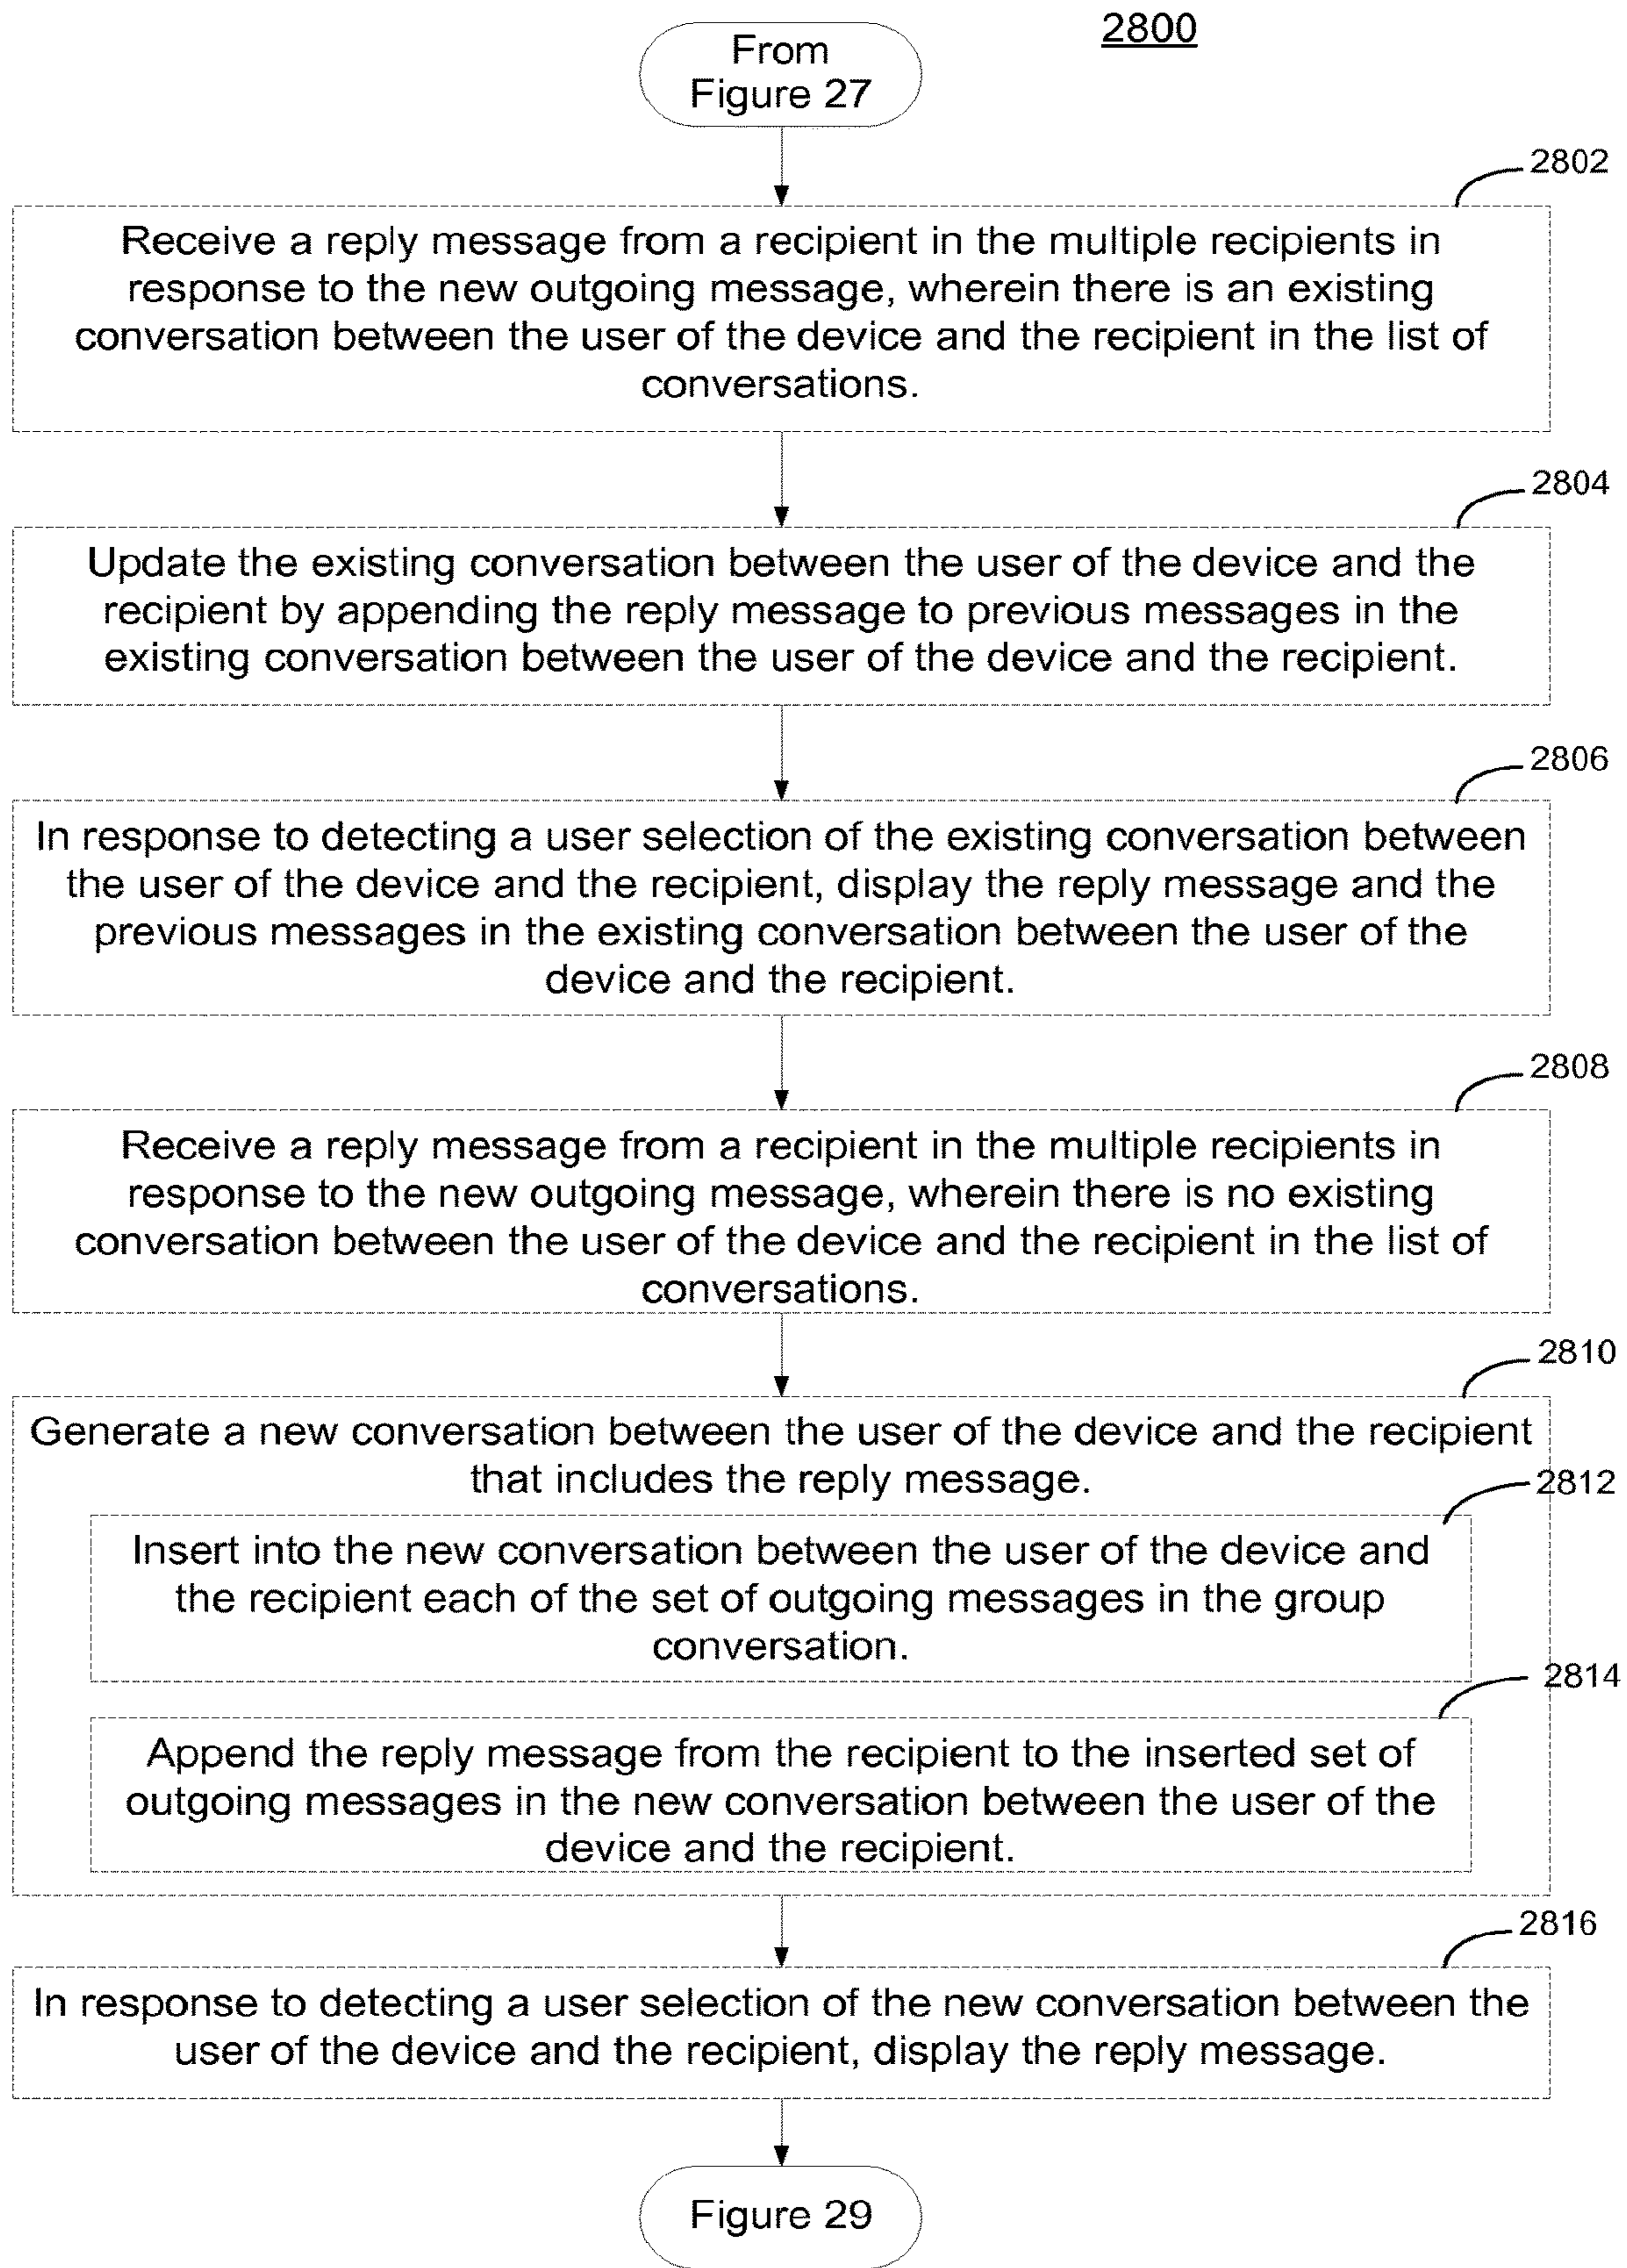 2800
From
Figure 27
2802
Receive a reply message from a recipient in the multiple recipients in
response to the new outgoing message, wherein there is an existing
conversation between the user of the device and the recipient in the list of
conversations.
2804
Update the existing conversation between the user of the device and the
recipient by appending the reply message to previous messages in the
existing conversation between the user of the device and the recipient.
2806
In response to detecting a user selection of the existing conversation between
the user of the device and the recipient, display the reply message and the
previous messages in the existing conversation between the user of the
device and the recipient.
2808
Receive a reply message from a recipient in the multiple recipients in
response to the new outgoing message, wherein there is no existing
conversation between the user of the device and the recipient in the list of
conversations.
2810
Generate a new conversation between the user of the device and the recipient
that includes the reply message.
2812
Insert into the new conversation between the user of the device and
the recipient each of the set of outgoing messages in the group
conversation.
2814
Append the reply message from the recipient to the inserted set of
outgoing messages in the new conversation between the user of the
device and the recipient.
2816
In response to detecting a user selection of the new conversation between the
user of the device and the recipient, display the reply message.
Figure 29